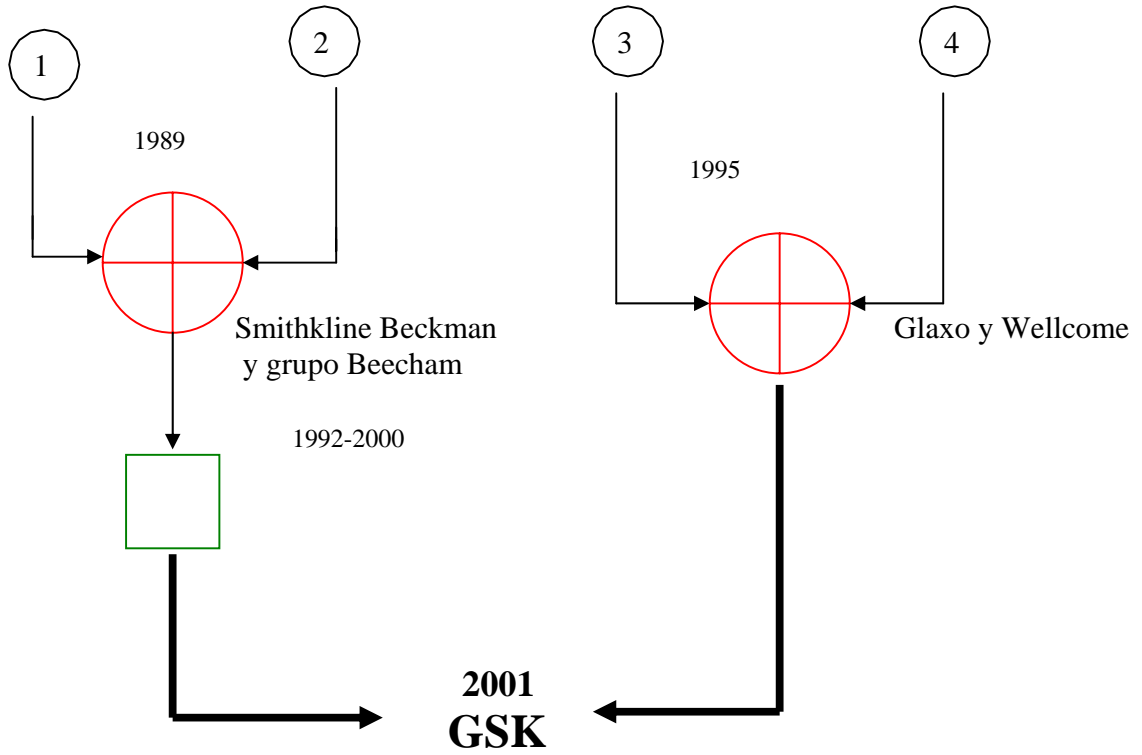 1
2
3
4
1989
1995
Smithkline Beckman
y grupo Beecham
Glaxo y Wellcome
1992-2000
2001
GSK